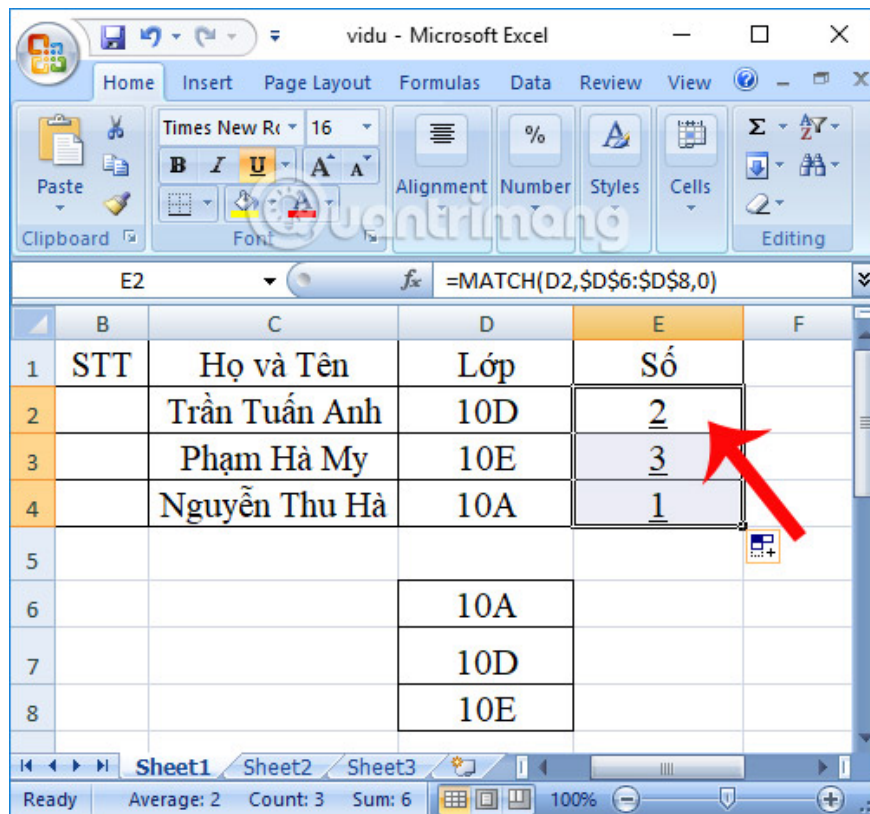 vidu - Microsoft Excel
Home Insert Page Layout Formulas Data Review View
Times New Ro 16
B I U A A
Paste
Alignment Number Styles Cells
Clipboard Font Editing
Quantrimang
E2 fx =MATCH(D2,$D$6:$D$8,0)
B C D E F
1 STT Họ và Tên Lớp Số
2 Trần Tuấn Anh 10D 2
3 Phạm Hà My 10E 3
4 Nguyễn Thu Hà 10A 1
5
6 10A
7 10D
8 10E
Sheet1 Sheet2 Sheet3
Ready Average: 2 Count: 3 Sum: 6 100%